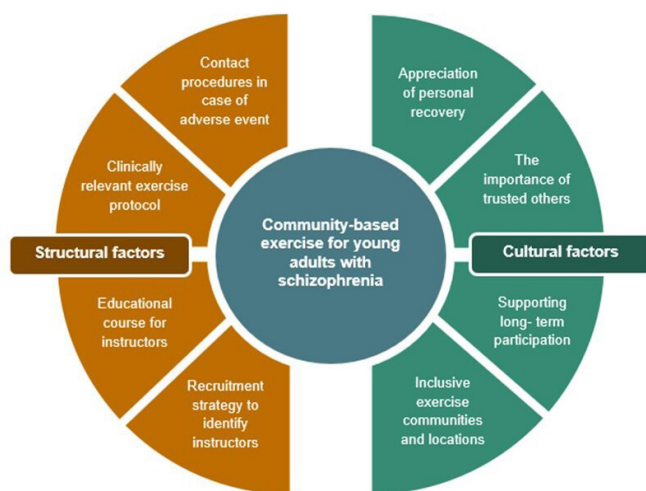 Contact
procedures in
case of
adverse event
Clinically
relevant exercise
protocol
Structural factors
Educational
course for
instructors
Recruitment
strategy to
identify
instructors
Community-based
exercise for young
adults with
schizophrenia
Appreciation
of personal
recovery
The
importance of
trusted others
Cultural factors
Supporting
long- term
participation
Inclusive
exercise
communities
and locations